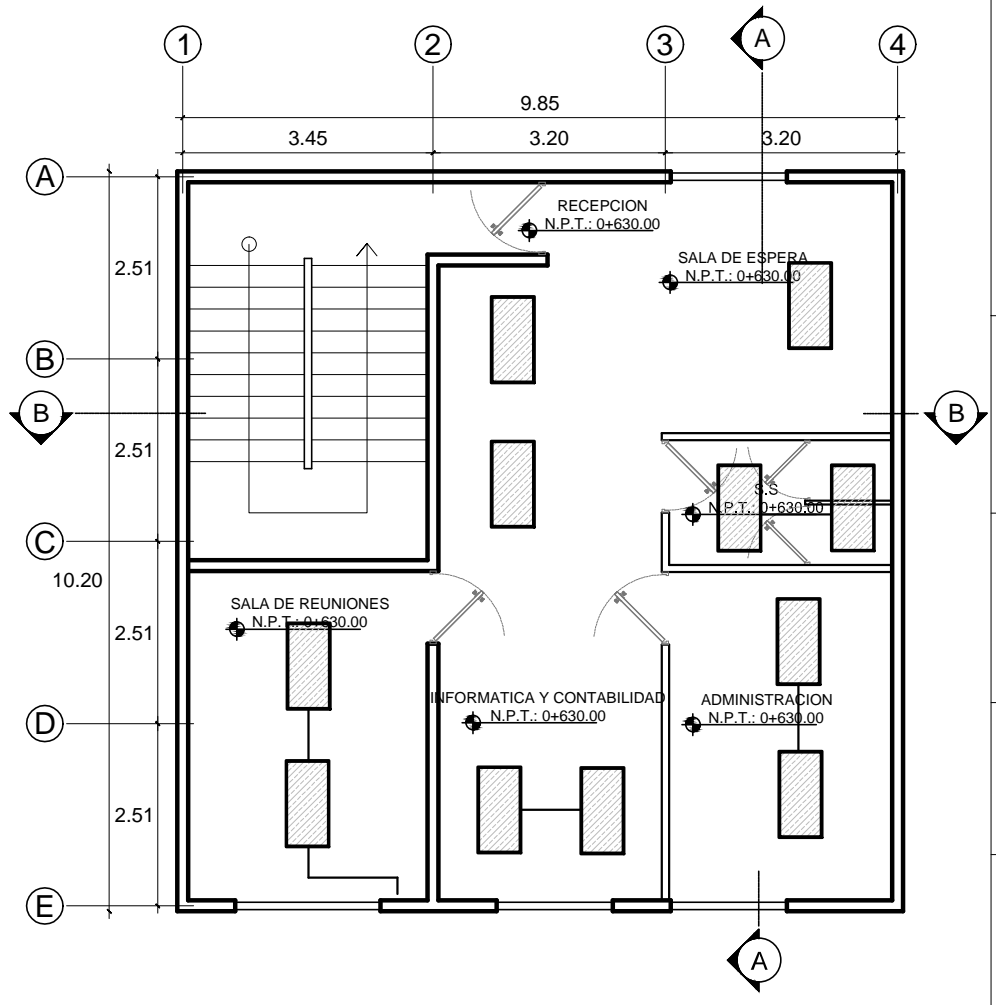 1
2
3
A
4
9.85
3.45
3.20
3.20
A
RECEPCION
N.P.T.: 0+630.00
SALA DE ESPERA
N.P.T.: 0+630.00
2.51
B
B
B
2.51
S.S
N.P.T.: 0+630.00
C
10.20
SALA DE REUNIONES
N.P.T.: 0+630.00
2.51
INFORMATICA Y CONTABILIDAD
N.P.T.: 0+630.00
ADMINISTRACION
N.P.T.: 0+630.00
D
2.51
E
A